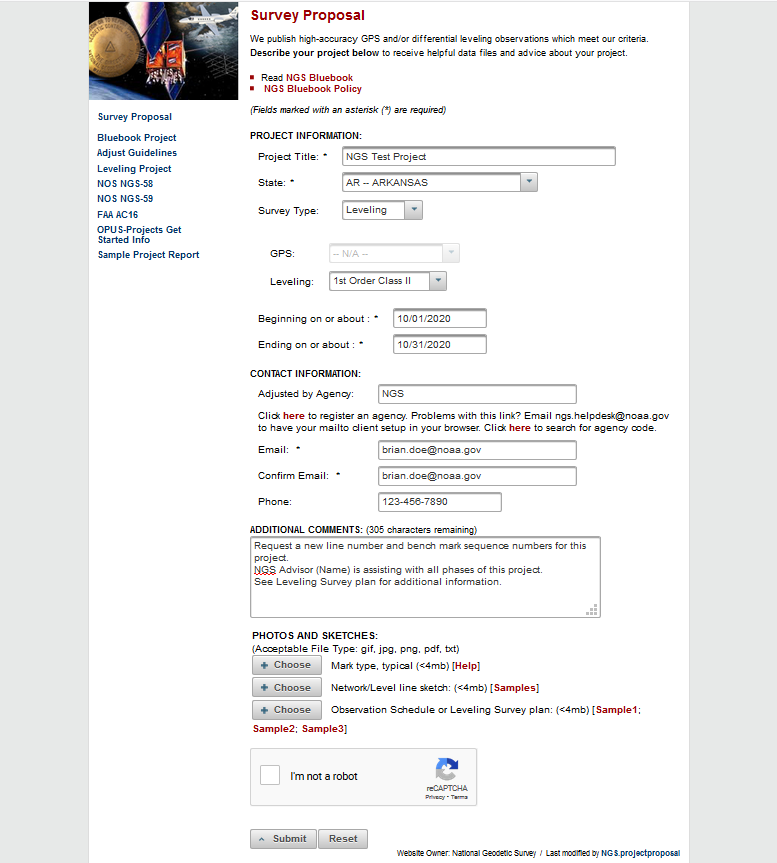 Survey Proposal
We publish high-accuracy GPS and/or differential leveling observations which meet our criteria.
Describe your project below to receive helpful data files and advice about your project.
Read NGS Bluebook
NGS Bluebook Policy
(Fields marked with an asterisk (*) are required)
Survey Proposal
Bluebook Project
Adjust Guidelines
Leveling Project
NOS NGS-58
NOS NGS-59
FAA AC16
OPUS-Projects Get
Started Info
Sample Project Report
PROJECT INFORMATION:
Project Title: * NGS Test Project
State: * AR -- ARKANSAS
Survey Type: Leveling
GPS: -- N/A --
Leveling: 1st Order Class II
Beginning on or about : * 10/01/2020
Ending on or about : * 10/31/2020
CONTACT INFORMATION:
Adjusted by Agency: NGS
Click here to register an agency. Problems with this link? Email ngs.helpdesk@noaa.gov
to have your mailto client setup in your browser. Click here to search for agency code.
Email: * brian.doe@noaa.gov
Confirm Email: * brian.doe@noaa.gov
Phone: 123-456-7890
ADDITIONAL COMMENTS: (305 characters remaining)
Request a new line number and bench mark sequence numbers for this
project.
NGS Advisor (Name) is assisting with all phases of this project.
See Leveling Survey plan for additional information.
PHOTOS AND SKETCHES:
(Acceptable File Type: gif, jpg, png, pdf, txt)
+ Choose Mark type, typical (<4mb) [Help]
+ Choose Network/Level line sketch: (<4mb) [Samples]
+ Choose Observation Schedule or Leveling Survey plan: (<4mb) [Sample1;
Sample2; Sample3]
I'm not a robot
reCAPTCHA
Privacy - Terms
Submit Reset
Website Owner: National Geodetic Survey / Last modified by NGS.projectproposal